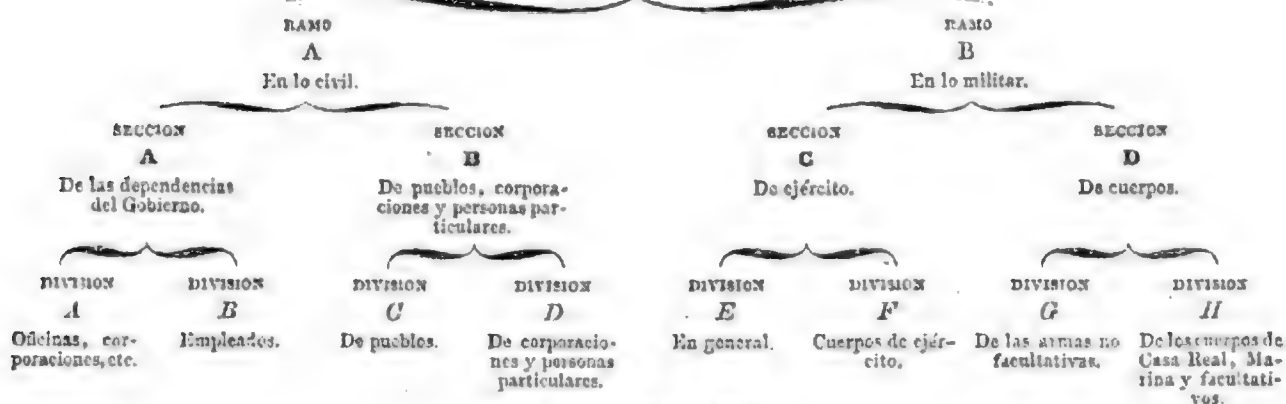 RAMO
A
En lo civil.
RAMO
B
En lo militar.
SECCION
A
De las dependencias
del Gobierno.
SECCION
B
De pueblos, corpora-
ciones y personas par-
ticulares.
SECCION
C
De ejército.
SECCION
D
De cuerpos.
DIVISION
A
Oficinas, cor-
poraciones, etc.
DIVISION
B
Empleados.
DIVISION
C
De pueblos.
DIVISION
D
De corporacio-
nes y personas
particulares.
DIVISION
E
En general.
DIVISION
F
Cuerpos de ejér-
cito.
DIVISION
G
De las armas no
facultativas.
DIVISION
H
De los cuerpos de
Casa Real, Ma-
rina y facultati-
vos.